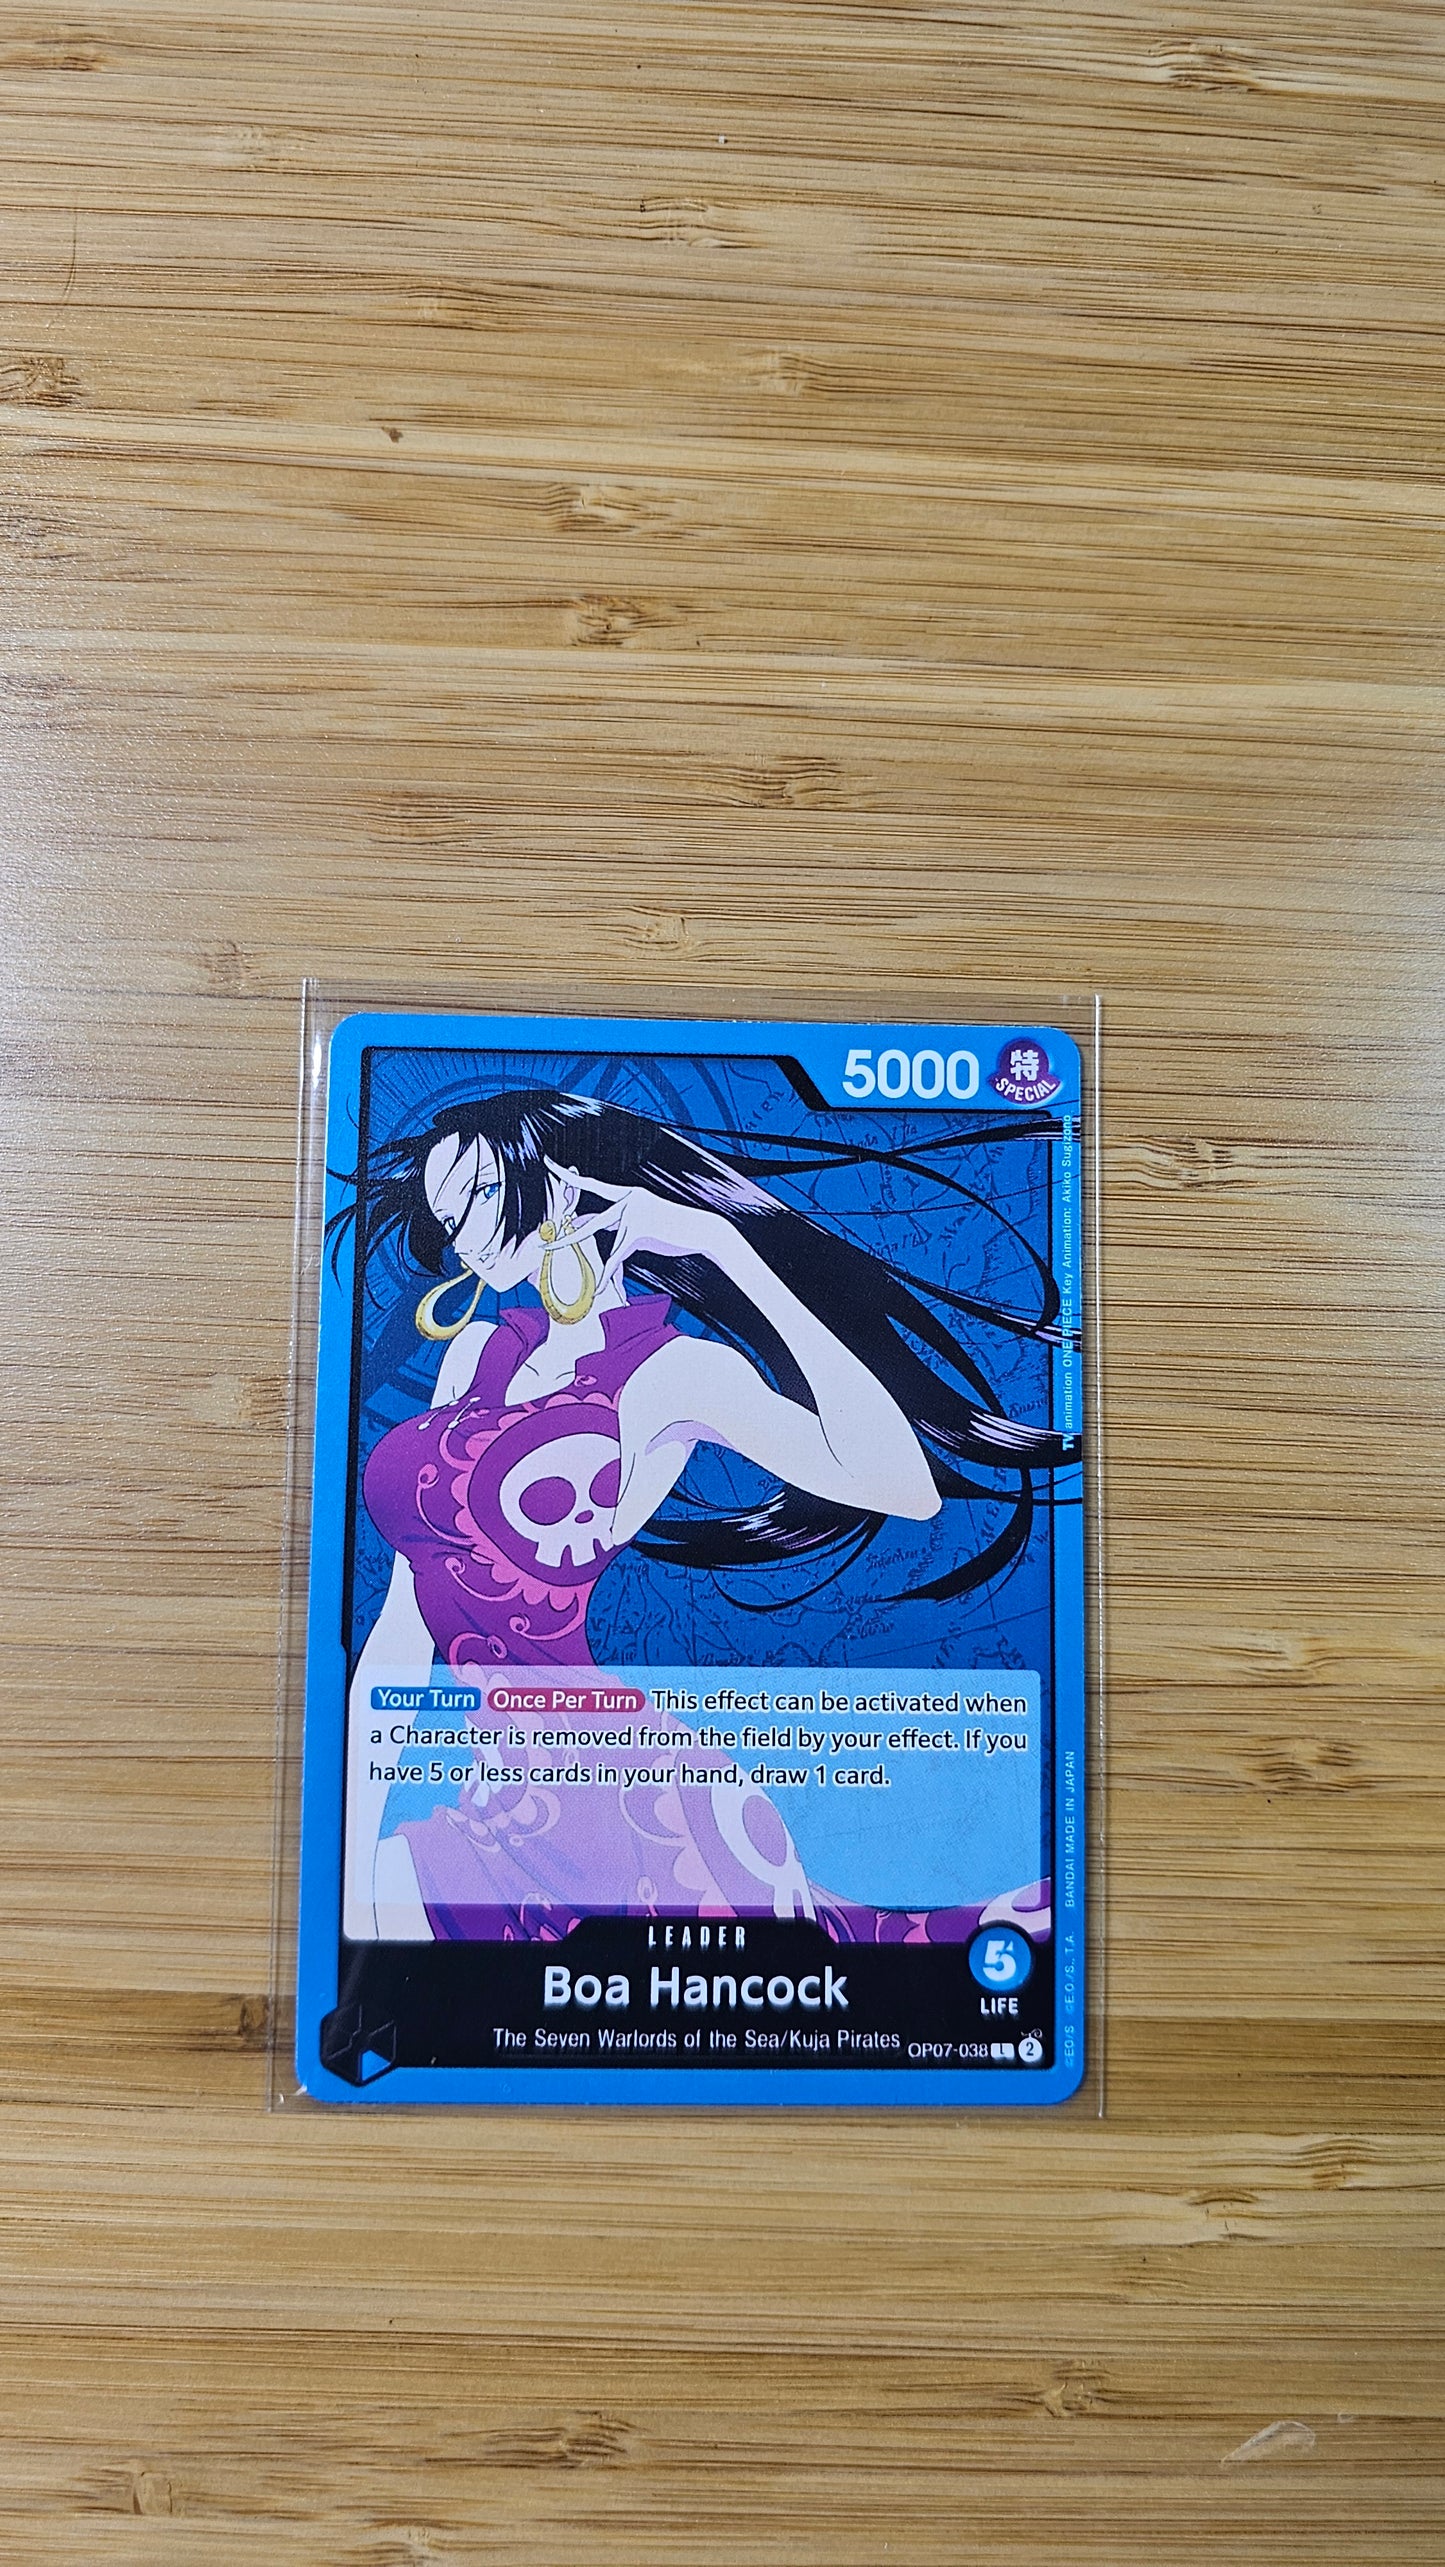 5000
特
SPECIAL
TV animation ONE PIECE Key Animation: Akiko Sugizono
Your Turn Once Per Turn This effect can be activated when
a Character is removed from the field by your effect. If you
have 5 or less cards in your hand, draw 1 card.
LEADER
Boa Hancock
The Seven Warlords of the Sea/Kuja Pirates
OP07-038 L 2
5
LIFE
©EO/S ©E.O./S., T.A. BANDAI MADE IN JAPAN